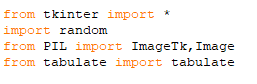 from tkinter import *
import random
from PIL import ImageTk,Image
from tabulate import tabulate